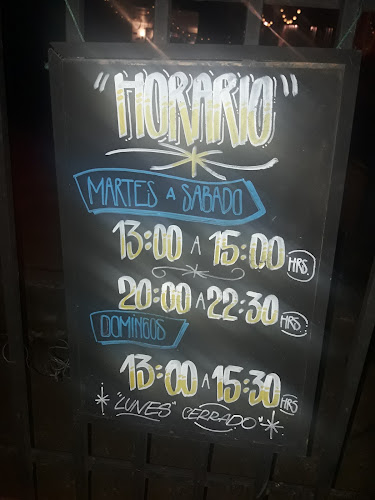 "HORARIO"
MARTES A SABADO
13:00 A 15:00 HRS.
20:00 A 22:30 HRS
DOMINGOS
13:00 A 15:30 HRS
"LUNES" CERRADO"